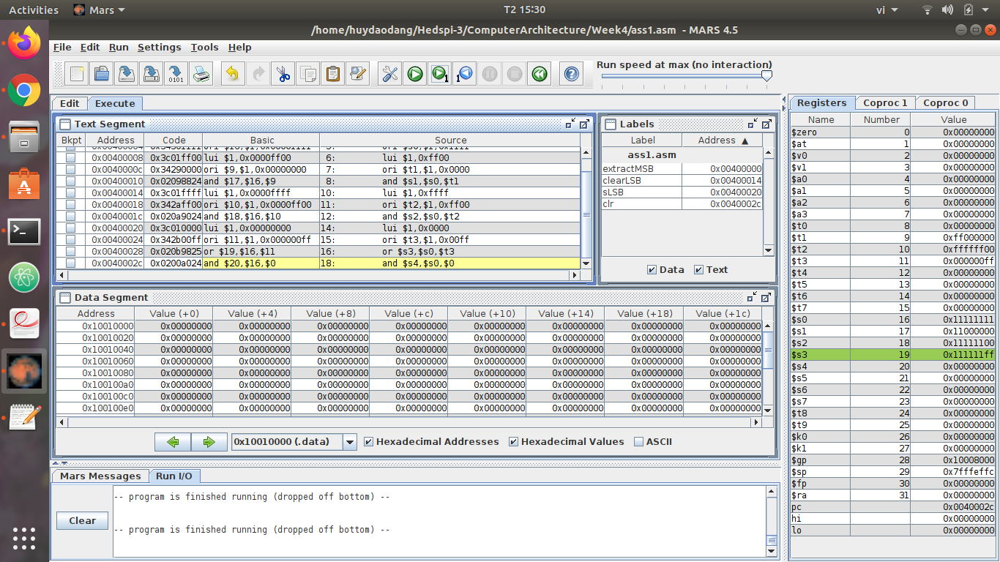 Activities Mars T2 15:30 vi
/home/huydaodang/Hedspi-3/ComputerArchitecture/Week4/ass1.asm - MARS 4.5
File Edit Run Settings Tools Help
Run speed at max (no interaction)
Edit Execute
Text Segment
Bkpt Address Code Basic Source
0x00400008 0x3c01ff00 lui $1,0x0000ff00 6: lui $1,0xff00
0x0040000c 0x34290000 ori $9,$1,0x00000000 7: ori $t1,$1,0x0000
0x00400010 0x02098824 and $17,$16,$9 8: and $s1,$s0,$t1
0x00400014 0x3c01ffff lui $1,0x0000ffff 10: lui $1,0xffff
0x00400018 0x342aff00 ori $10,$1,0x0000ff00 11: ori $t2,$1,0xff00
0x0040001c 0x020a9024 and $18,$16,$10 12: and $s2,$s0,$t2
0x00400020 0x3c010000 lui $1,0x00000000 14: lui $1,0x0000
0x00400024 0x342b00ff ori $11,$1,0x000000ff 15: ori $t3,$1,0x00ff
0x00400028 0x020b9825 or $19,$16,$11 16: or $s3,$s0,$t3
0x0040002c 0x0200a024 and $20,$16,$0 18: and $s4,$s0,$0
Labels
Label Address ▲
ass1.asm
extractMSB 0x00400000
clearLSB 0x00400014
sLSB 0x00400020
clr 0x0040002c
Data Text
Data Segment
Address Value (+0) Value (+4) Value (+8) Value (+c) Value (+10) Value (+14) Value (+18) Value (+1c)
0x10010000 0x00000000 0x00000000 0x00000000 0x00000000 0x00000000 0x00000000 0x00000000 0x00000000
0x10010020 0x00000000 0x00000000 0x00000000 0x00000000 0x00000000 0x00000000 0x00000000 0x00000000
0x10010040 0x00000000 0x00000000 0x00000000 0x00000000 0x00000000 0x00000000 0x00000000 0x00000000
0x10010060 0x00000000 0x00000000 0x00000000 0x00000000 0x00000000 0x00000000 0x00000000 0x00000000
0x10010080 0x00000000 0x00000000 0x00000000 0x00000000 0x00000000 0x00000000 0x00000000 0x00000000
0x100100a0 0x00000000 0x00000000 0x00000000 0x00000000 0x00000000 0x00000000 0x00000000 0x00000000
0x100100c0 0x00000000 0x00000000 0x00000000 0x00000000 0x00000000 0x00000000 0x00000000 0x00000000
0x100100e0 0x00000000 0x00000000 0x00000000 0x00000000 0x00000000 0x00000000 0x00000000 0x00000000
0x10010000 (.data) Hexadecimal Addresses Hexadecimal Values ASCII
Mars Messages Run I/O
Clear
-- program is finished running (dropped off bottom) --
-- program is finished running (dropped off bottom) --
Registers Coproc 1 Coproc 0
Name Number Value
$zero 0 0x00000000
$at 1 0x00000000
$v0 2 0x00000000
$v1 3 0x00000000
$a0 4 0x00000000
$a1 5 0x00000000
$a2 6 0x00000000
$a3 7 0x00000000
$t0 8 0x00000000
$t1 9 0xff000000
$t2 10 0xffffff00
$t3 11 0x000000ff
$t4 12 0x00000000
$t5 13 0x00000000
$t6 14 0x00000000
$t7 15 0x00000000
$s0 16 0x11111111
$s1 17 0x11000000
$s2 18 0x11111100
$s3 19 0x111111ff
$s4 20 0x00000000
$s5 21 0x00000000
$s6 22 0x00000000
$s7 23 0x00000000
$t8 24 0x00000000
$t9 25 0x00000000
$k0 26 0x00000000
$k1 27 0x00000000
$gp 28 0x10008000
$sp 29 0x7fffeffc
$fp 30 0x00000000
$ra 31 0x00000000
pc 0x0040002c
hi 0x00000000
lo 0x00000000